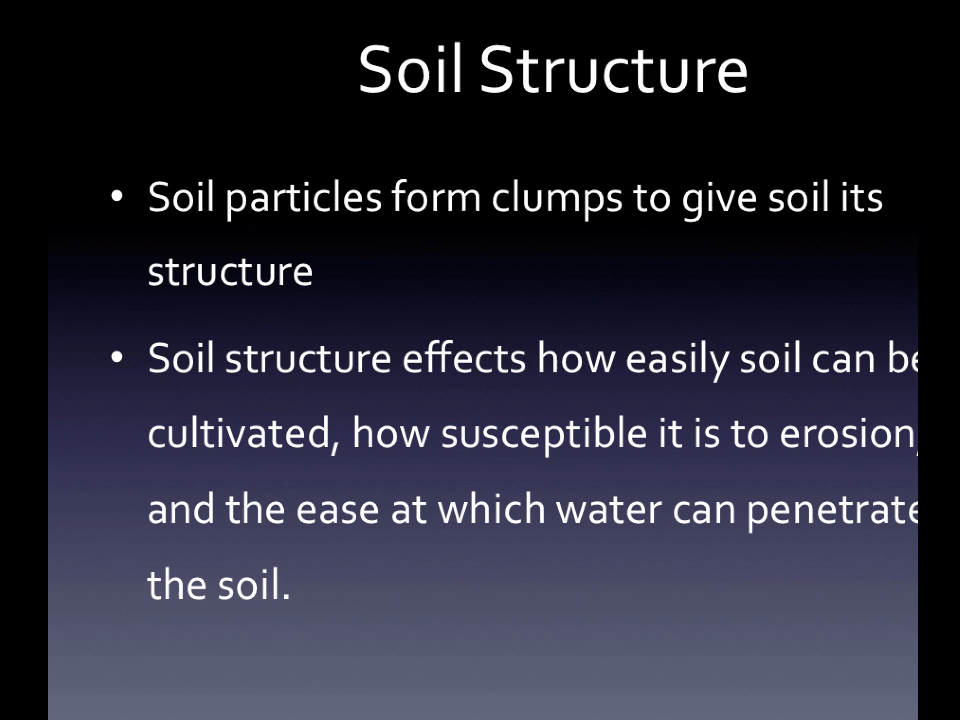 Soil Structure
• Soil particles form clumps to give soil its
structure
• Soil structure effects how easily soil can be
cultivated, how susceptible it is to erosion,
and the ease at which water can penetrate
the soil.